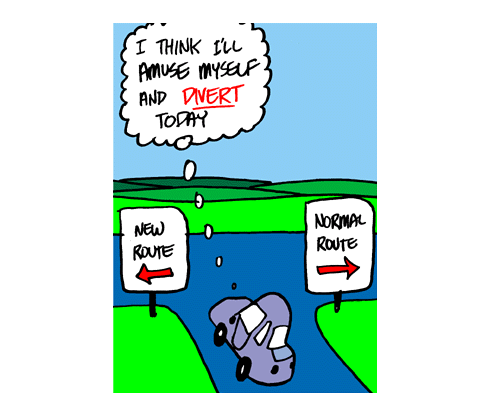 I THINK I'LL
AMUSE MYSELF
AND DIVERT
TODAY
NEW
ROUTE
NORMAL
ROUTE